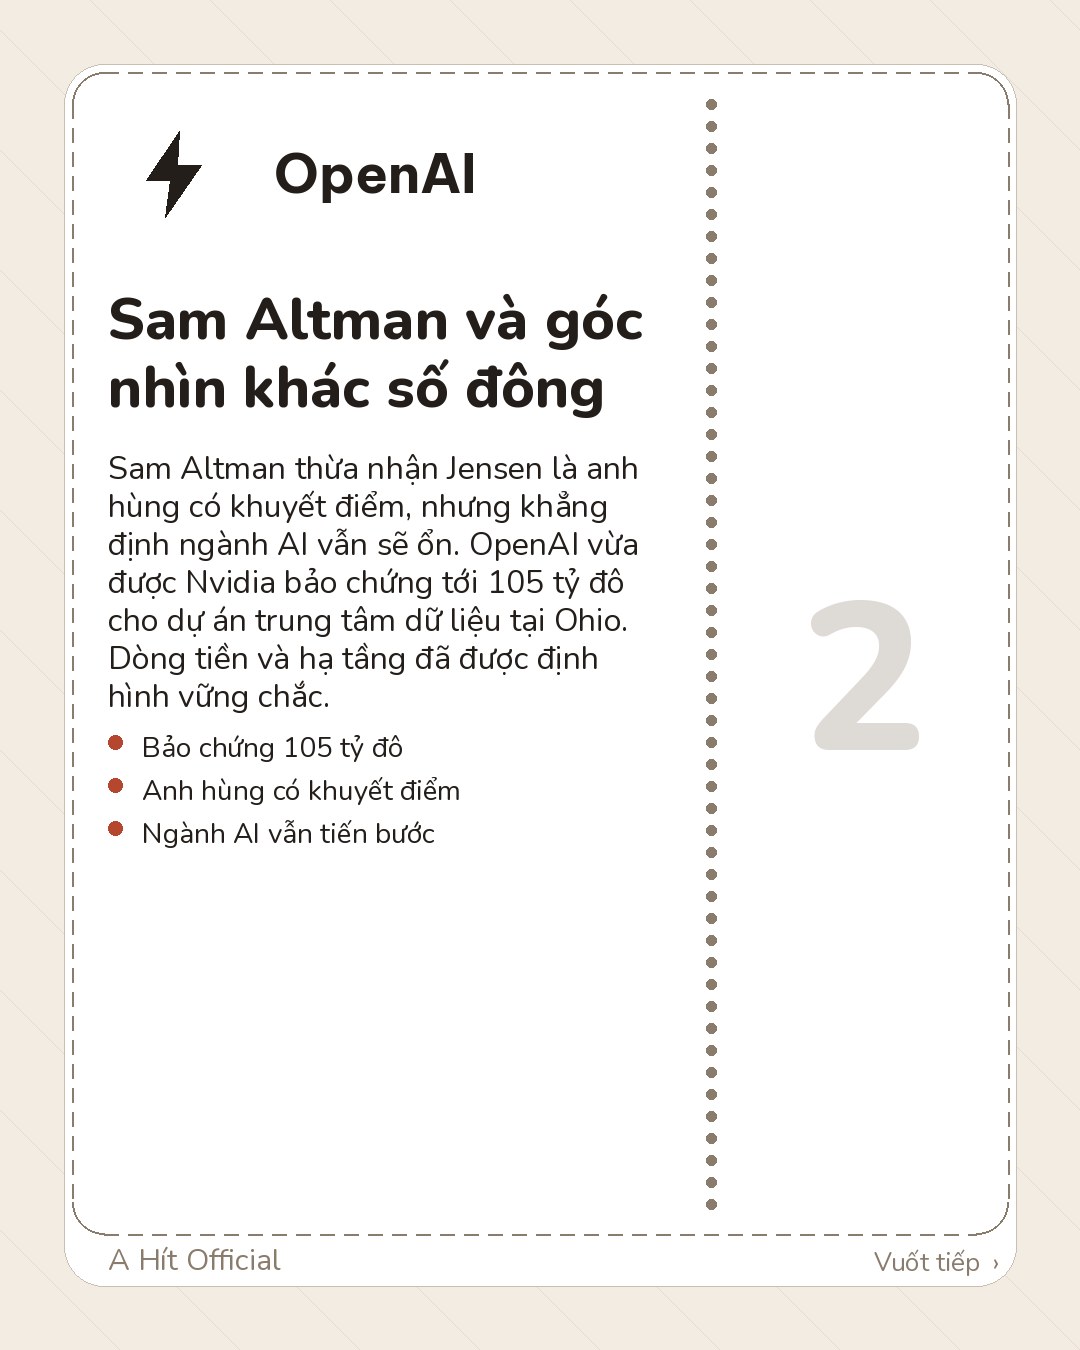 OpenAI
Sam Altman và góc
nhìn khác số đông
Sam Altman thừa nhận Jensen là anh
hùng có khuyết điểm, nhưng khẳng
định ngành AI vẫn sẽ ổn. OpenAI vừa
được Nvidia bảo chứng tới 105 tỷ đô
cho dự án trung tâm dữ liệu tại Ohio.
Dòng tiền và hạ tầng đã được định
hình vững chắc.
Bảo chứng 105 tỷ đô
Anh hùng có khuyết điểm
Ngành AI vẫn tiến bước
2
A Hít Official
Vuốt tiếp ›